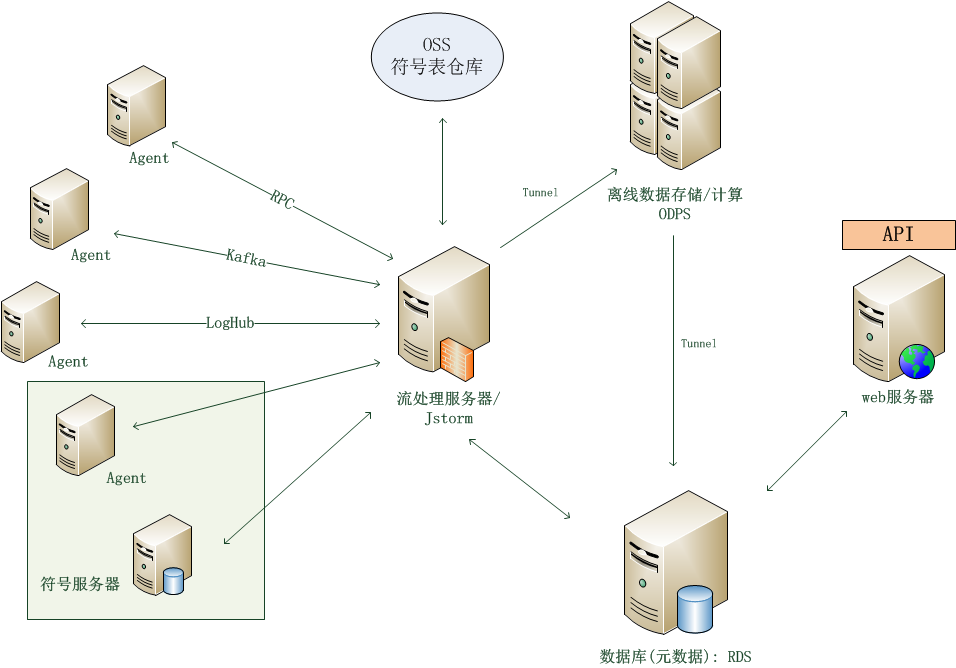 OSS
符号表仓库
Agent
RPC
Tunnel
离线数据存储/计算
ODPS
API
Agent
Kafka
LogHub
Tunnel
Agent
流处理服务器/
Jstorm
web服务器
Agent
符号服务器
数据库(元数据): RDS